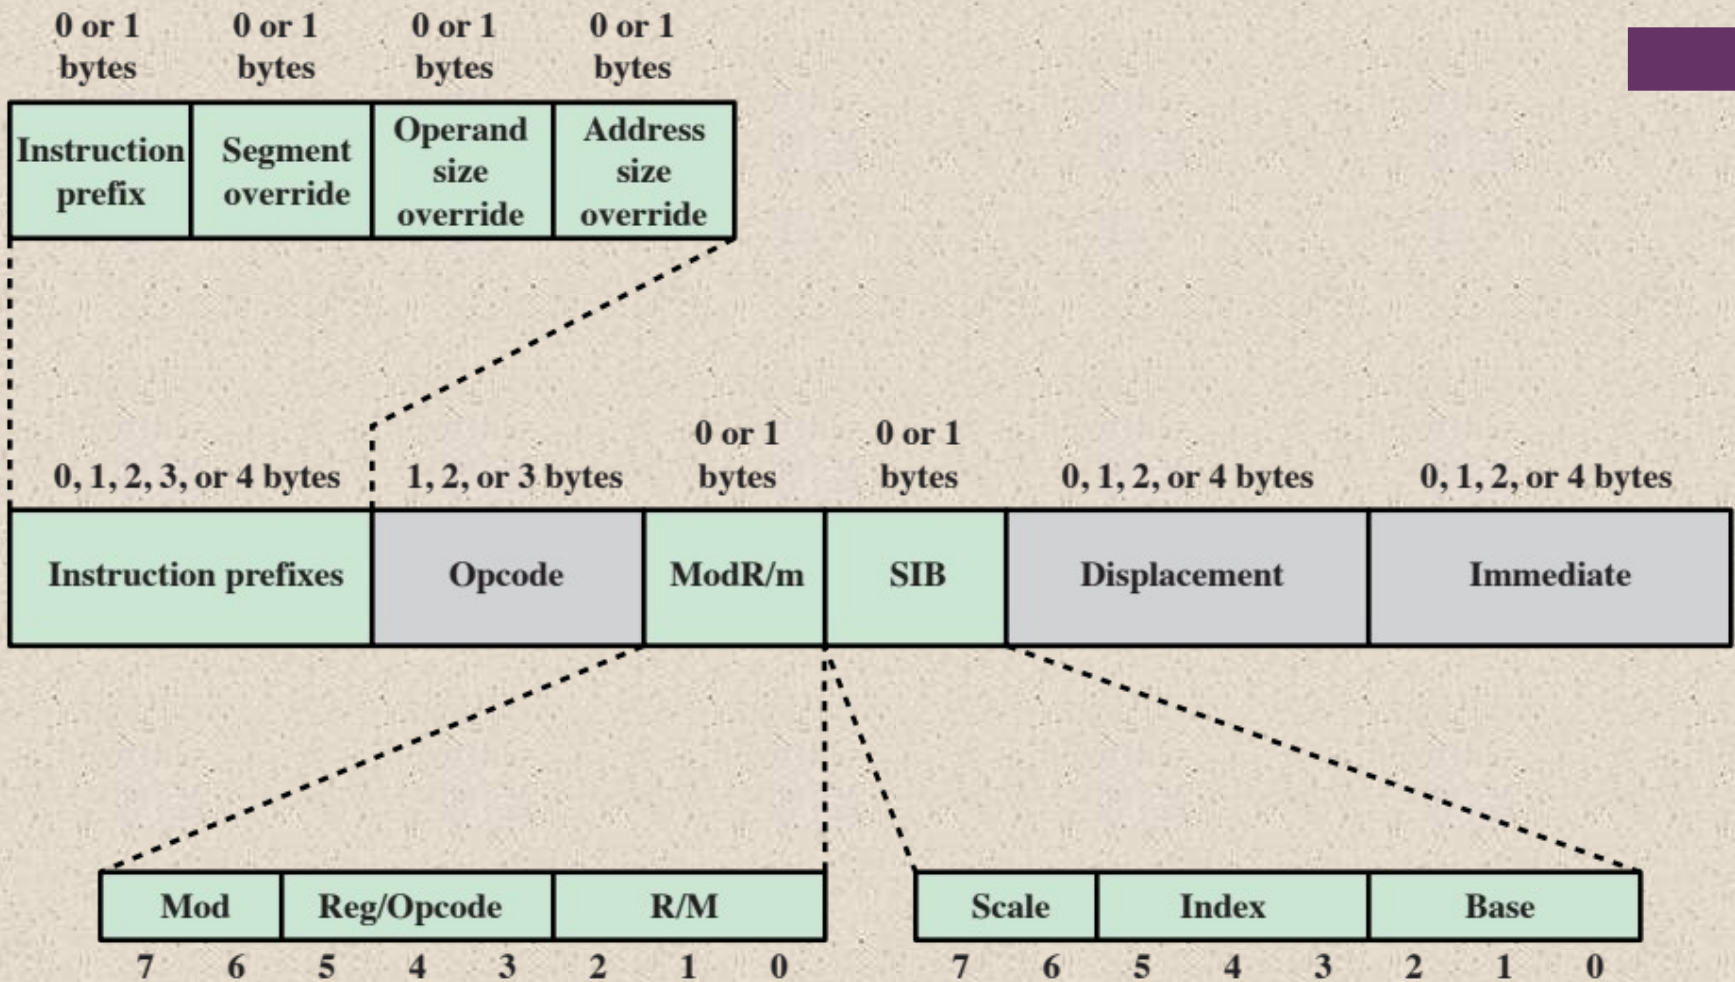 0 or 1 0 or 1 0 or 1 0 or 1
bytes bytes bytes bytes
Instruction
prefix
Segment
override
Operand
size
override
Address
size
override
0 or 1 0 or 1
0, 1, 2, 3, or 4 bytes 1, 2, or 3 bytes bytes bytes 0, 1, 2, or 4 bytes 0, 1, 2, or 4 bytes
Instruction prefixes Opcode ModR/m SIB Displacement Immediate
Mod Reg/Opcode R/M Scale Index Base
7 6 5 4 3 2 1 0 7 6 5 4 3 2 1 0